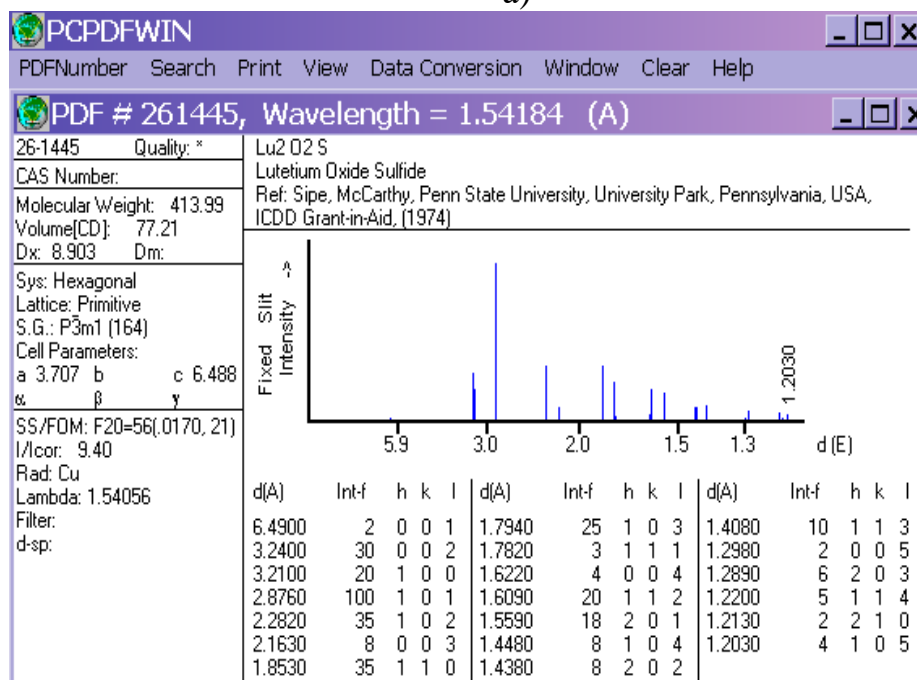 a)
PCPDFWIN
PDFNumber Search Print View Data Conversion Window Clear Help
PDF # 261445, Wavelength = 1.54184 (A)
26-1445 Quality: *
CAS Number:
Molecular Weight: 413.99
Volume[CD]: 77.21
Dx: 8.903 Dm:
Sys: Hexagonal
Lattice: Primitive
S.G.: P3̅m1 (164)
Cell Parameters:
a 3.707 b c 6.488
α β γ
SS/FOM: F20=56(.0170, 21)
I/Icor: 9.40
Rad: Cu
Lambda: 1.54056
Filter:
d-sp:
Lu2 O2 S
Lutetium Oxide Sulfide
Ref: Sipe, McCarthy, Penn State University, University Park, Pennsylvania, USA,
ICDD Grant-in-Aid, (1974)
Fixed Slit
Intensity ->
1.2030
5.9 3.0 2.0 1.5 1.3 d (E)
d(A) Int-f h k l d(A) Int-f h k l d(A) Int-f h k l
6.4900 2 0 0 1 1.7940 25 1 0 3 1.4080 10 1 1 3
3.2400 30 0 0 2 1.7820 3 1 1 1 1.2980 2 0 0 5
3.2100 20 1 0 0 1.6220 4 0 0 4 1.2890 6 2 0 3
2.8760 100 1 0 1 1.6090 20 1 1 2 1.2200 5 1 1 4
2.2820 35 1 0 2 1.5590 18 2 0 1 1.2130 2 2 1 0
2.1630 8 0 0 3 1.4480 8 1 0 4 1.2030 4 1 0 5
1.8530 35 1 1 0 1.4380 8 2 0 2